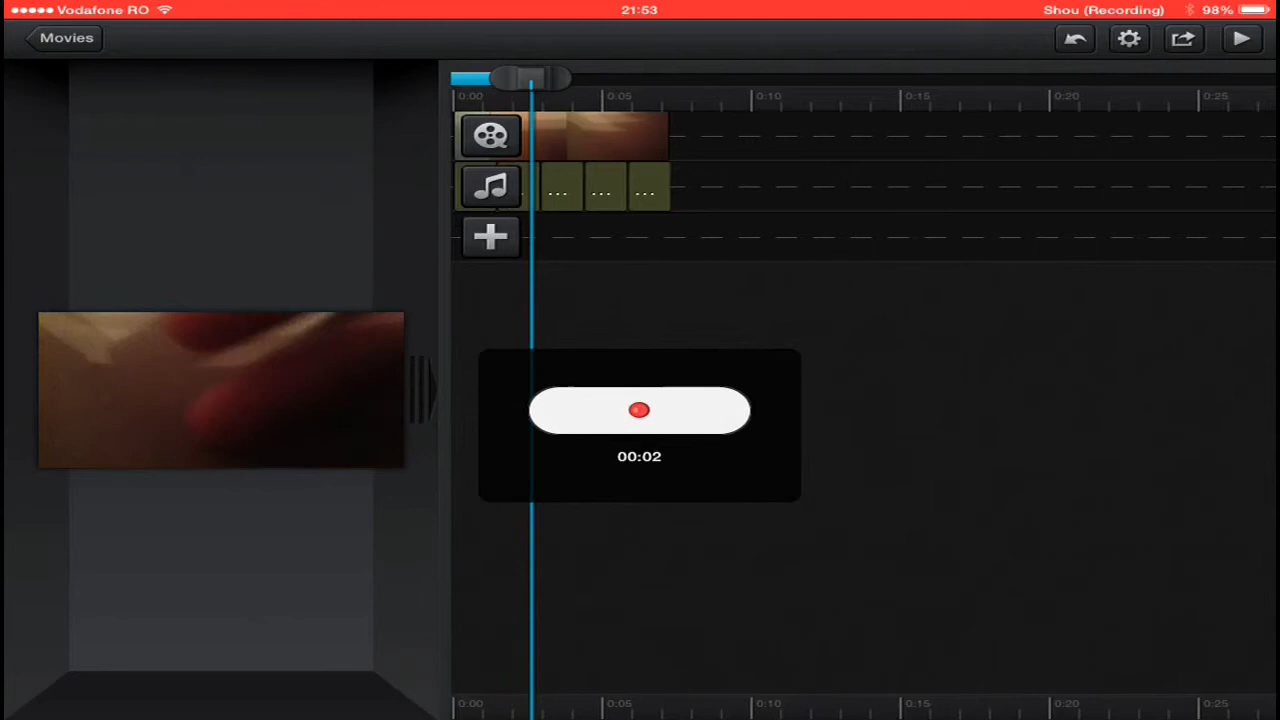 Vodafone RO 21:53 Shou (Recording) 98%
Movies
0:00 0:05 0:10 0:15 0:20 0:25
...
... ... ...
00:02
0:00 0:05 0:10 0:15 0:20 0:25